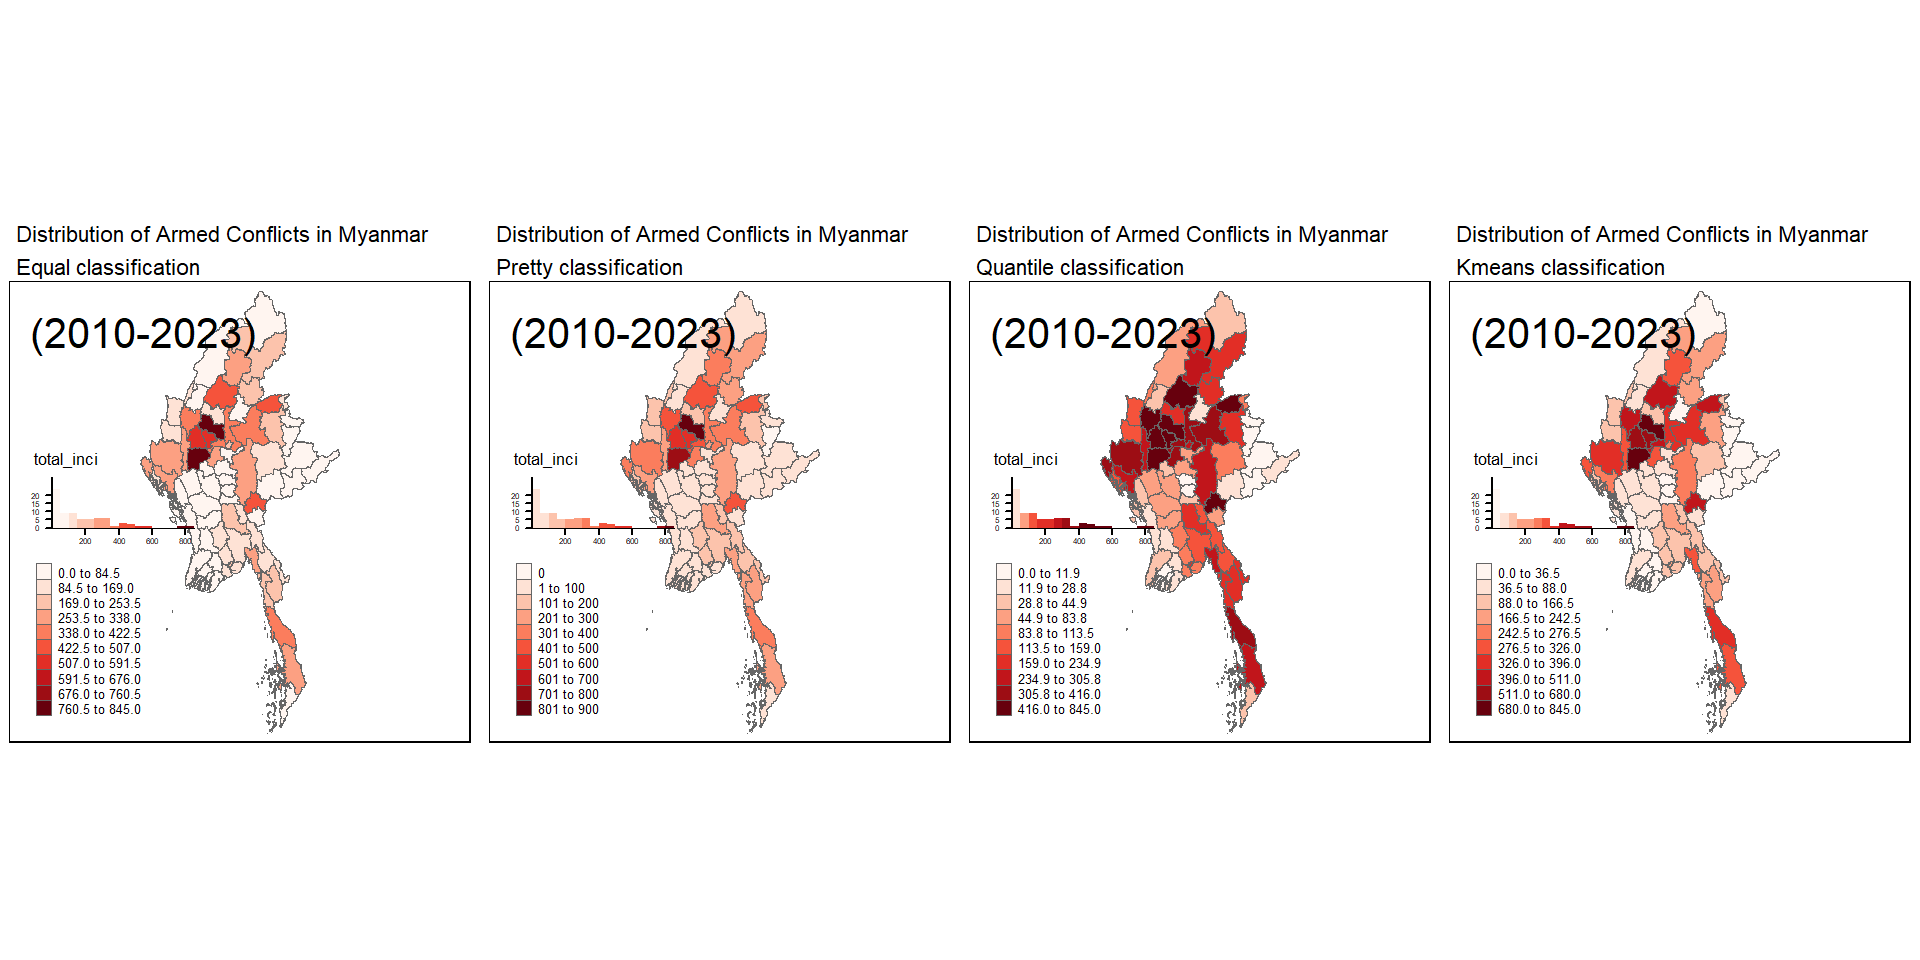 Distribution of Armed Conflicts in Myanmar
Equal classification
(2010-2023)
total_inci
20
15
10
5
0
200 400 600 800
0.0 to 84.5
84.5 to 169.0
169.0 to 253.5
253.5 to 338.0
338.0 to 422.5
422.5 to 507.0
507.0 to 591.5
591.5 to 676.0
676.0 to 760.5
760.5 to 845.0
Distribution of Armed Conflicts in Myanmar
Pretty classification
(2010-2023)
total_inci
20
15
10
5
0
200 400 600 800
0
1 to 100
101 to 200
201 to 300
301 to 400
401 to 500
501 to 600
601 to 700
701 to 800
801 to 900
Distribution of Armed Conflicts in Myanmar
Quantile classification
(2010-2023)
total_inci
20
15
10
5
0
200 400 600 800
0.0 to 11.9
11.9 to 28.8
28.8 to 44.9
44.9 to 83.8
83.8 to 113.5
113.5 to 159.0
159.0 to 234.9
234.9 to 305.8
305.8 to 416.0
416.0 to 845.0
Distribution of Armed Conflicts in Myanmar
Kmeans classification
(2010-2023)
total_inci
20
15
10
5
0
200 400 600 800
0.0 to 36.5
36.5 to 88.0
88.0 to 166.5
166.5 to 242.5
242.5 to 276.5
276.5 to 326.0
326.0 to 396.0
396.0 to 511.0
511.0 to 680.0
680.0 to 845.0